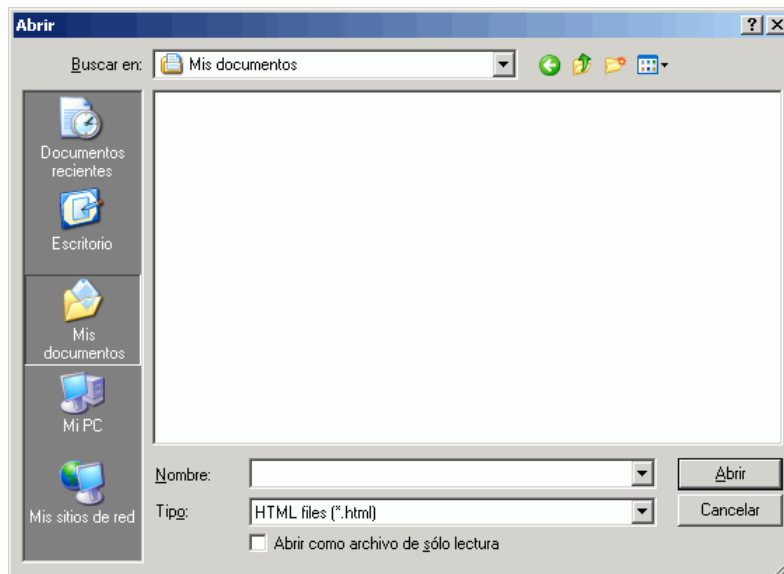 Abrir
Buscar en: Mis documentos
Documentos
recientes
Escritorio
Mis
documentos
Mi PC
Mis sitios de red
Nombre:
Abrir
Tipo: HTML files (*.html)
Cancelar
Abrir como archivo de sólo lectura